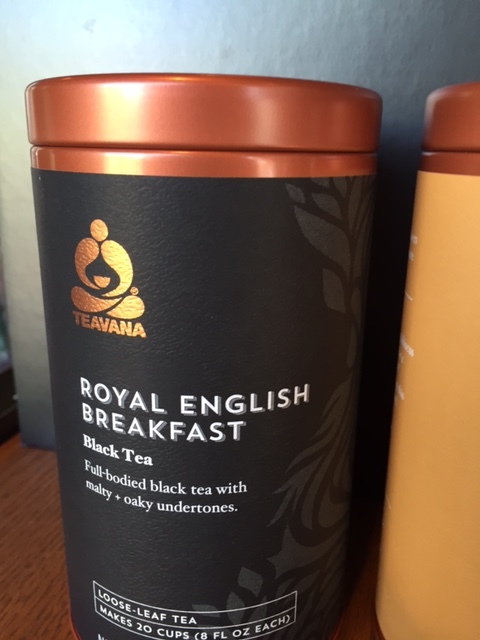 TEAVANA
ROYAL ENGLISH
BREAKFAST
Black Tea
Full-bodied black tea with
malty + oaky undertones.
LOOSE-LEAF TEA
MAKES 20 CUPS (8 FL OZ EACH)